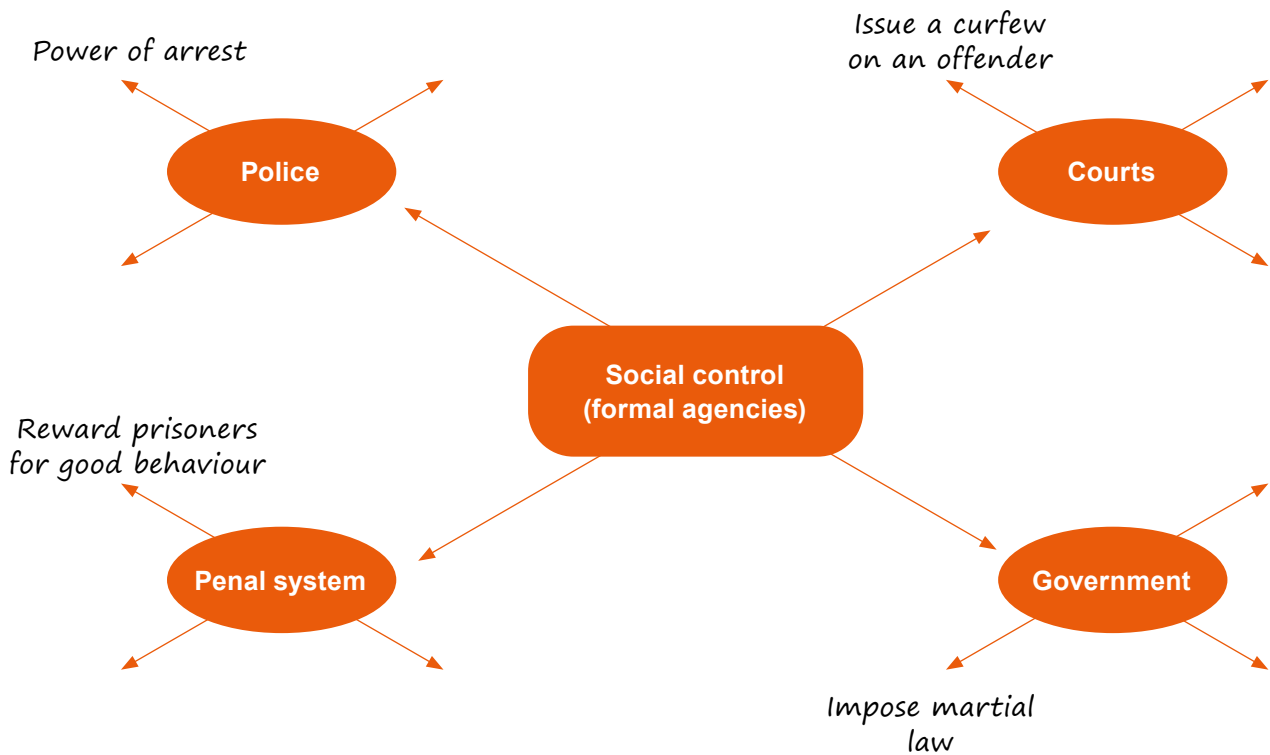 Power of arrest
Issue a curfew
on an offender
Police
Courts
Social control
(formal agencies)
Reward prisoners
for good behaviour
Penal system
Government
Impose martial
law